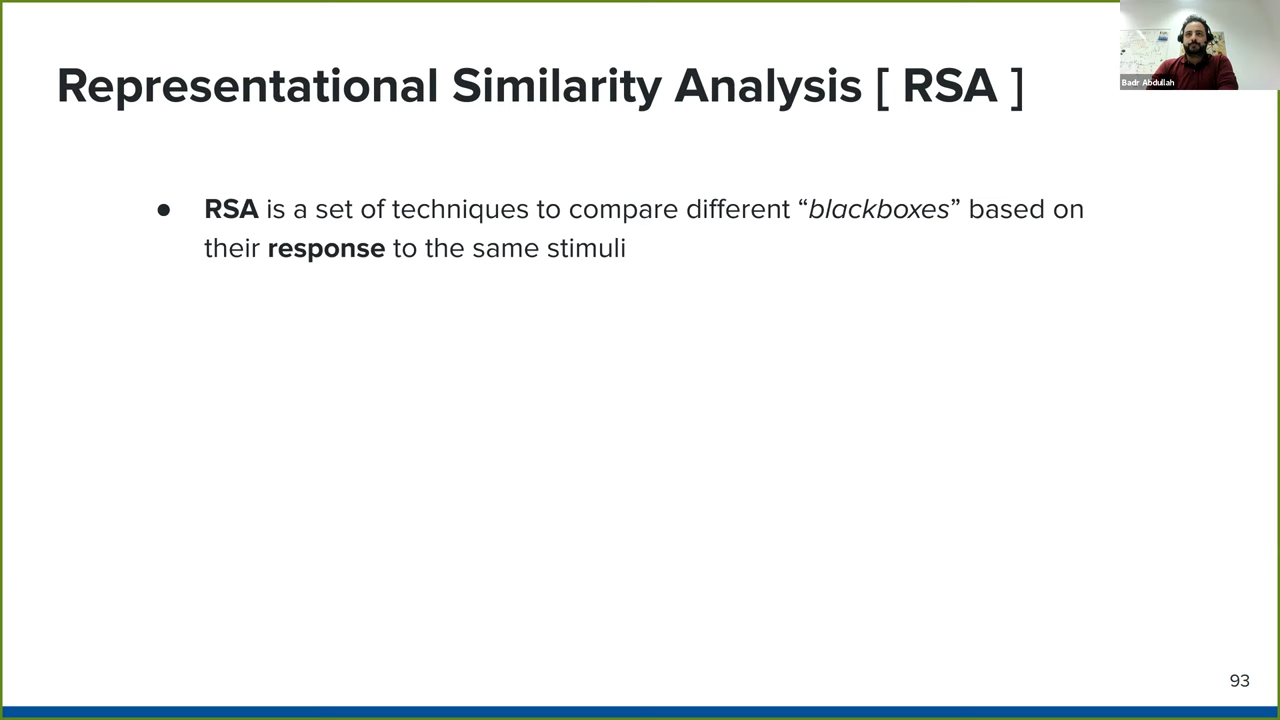 Representational Similarity Analysis [ RSA ]
Badr Abdullah
● RSA is a set of techniques to compare different “blackboxes” based on
their response to the same stimuli
93